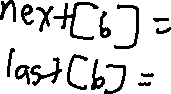 next[b] =
last[b] =